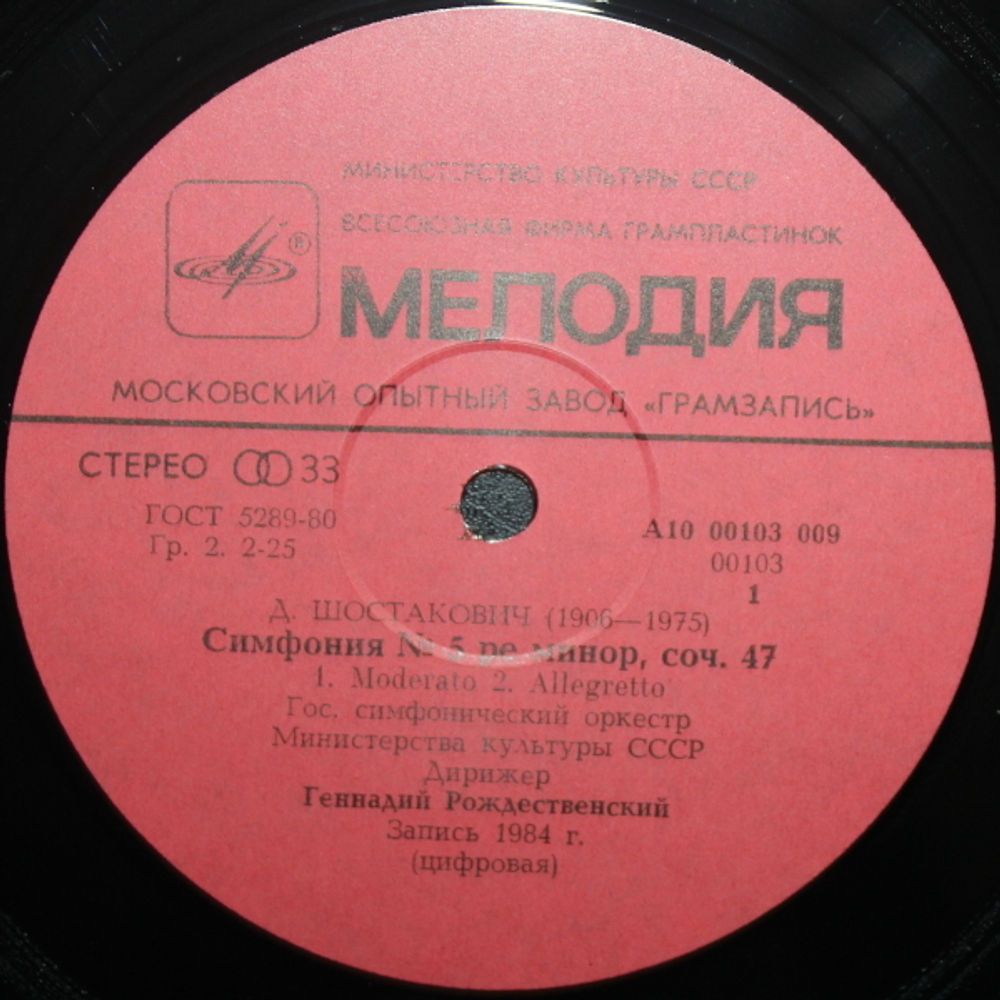 МИНИСТЕРСТВО КУЛЬТУРЫ СССР
ВСЕСОЮЗНАЯ ФИРМА ГРАМПЛАСТИНОК
®
МЕЛОДИЯ
МОСКОВСКИЙ ОПЫТНЫЙ ЗАВОД «ГРАМЗАПИСЬ»
СТЕРЕО 33
ГОСТ 5289-80
Гр. 2. 2-25
А10 00103 009
00103
1
Д. ШОСТАКОВИЧ (1906—1975)
Симфония № 5 ре минор, соч. 47
1. Moderato 2. Allegretto
Гос. симфонический оркестр
Министерства культуры СССР
Дирижер
Геннадий Рождественский
Запись 1984 г.
(цифровая)